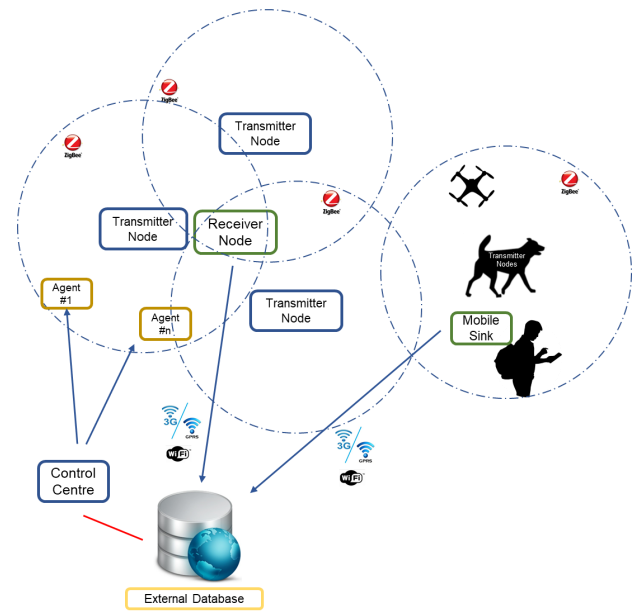 ZigBee
Transmitter
Node
ZigBee
ZigBee
ZigBee
Transmitter
Node
Receiver
Node
Transmitter
Nodes
Agent
#1
Agent
#n
Transmitter
Node
Mobile
Sink
3G
GPRS
WiFi
3G
GPRS
WiFi
Control
Centre
External Database